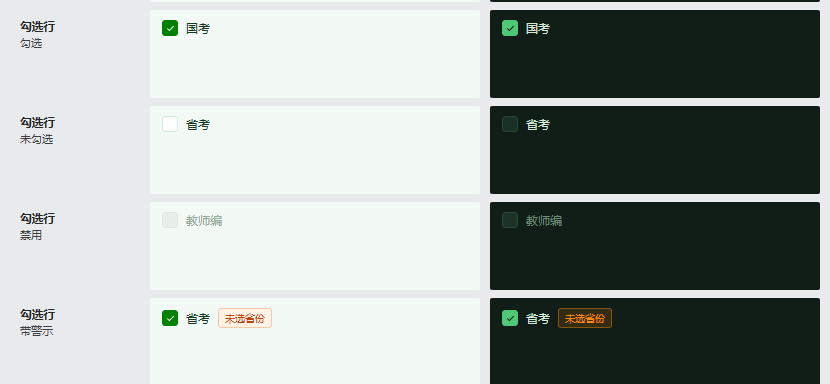 勾选行
勾选
国考
国考
勾选行
未勾选
省考
省考
勾选行
禁用
教师编
教师编
勾选行
带警示
省考 未选省份
省考 未选省份